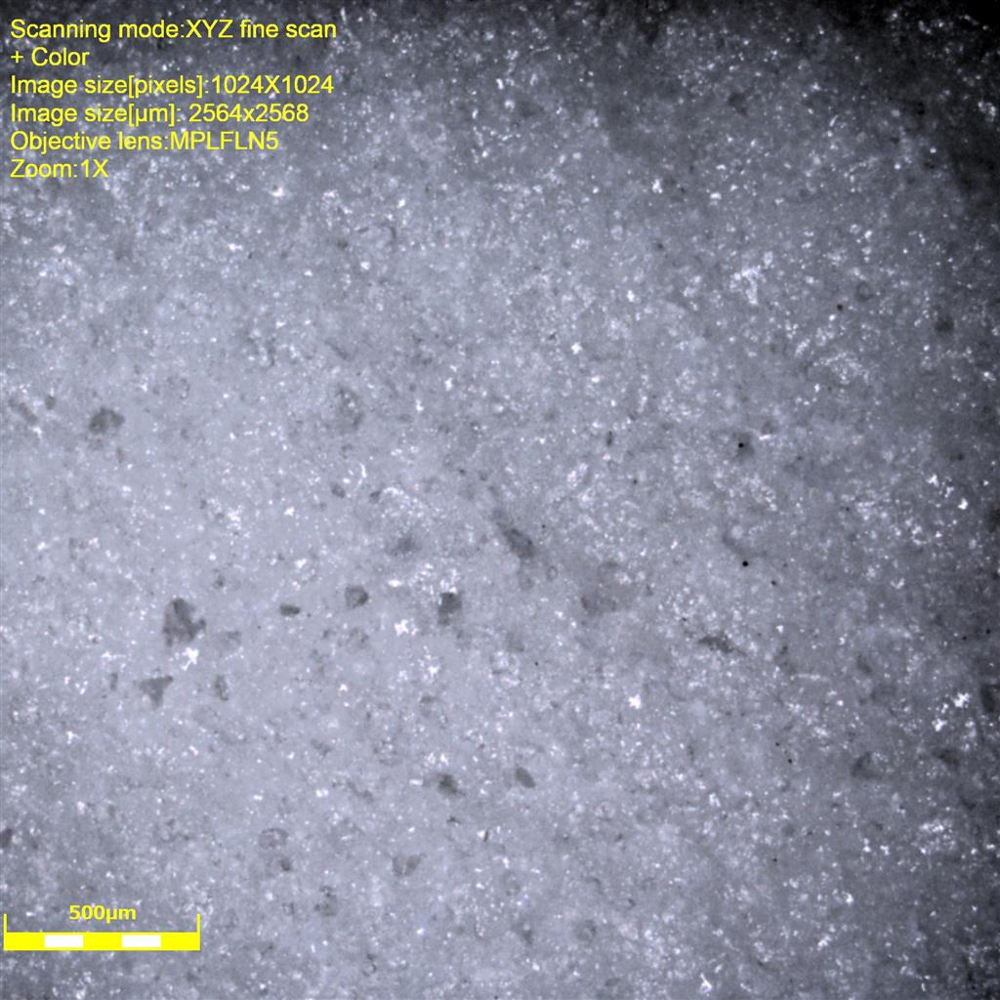 Scanning mode:XYZ fine scan
+ Color
Image size[pixels]:1024X1024
Image size[µm]: 2564x2568
Objective lens:MPLFLN5
Zoom:1X
500µm